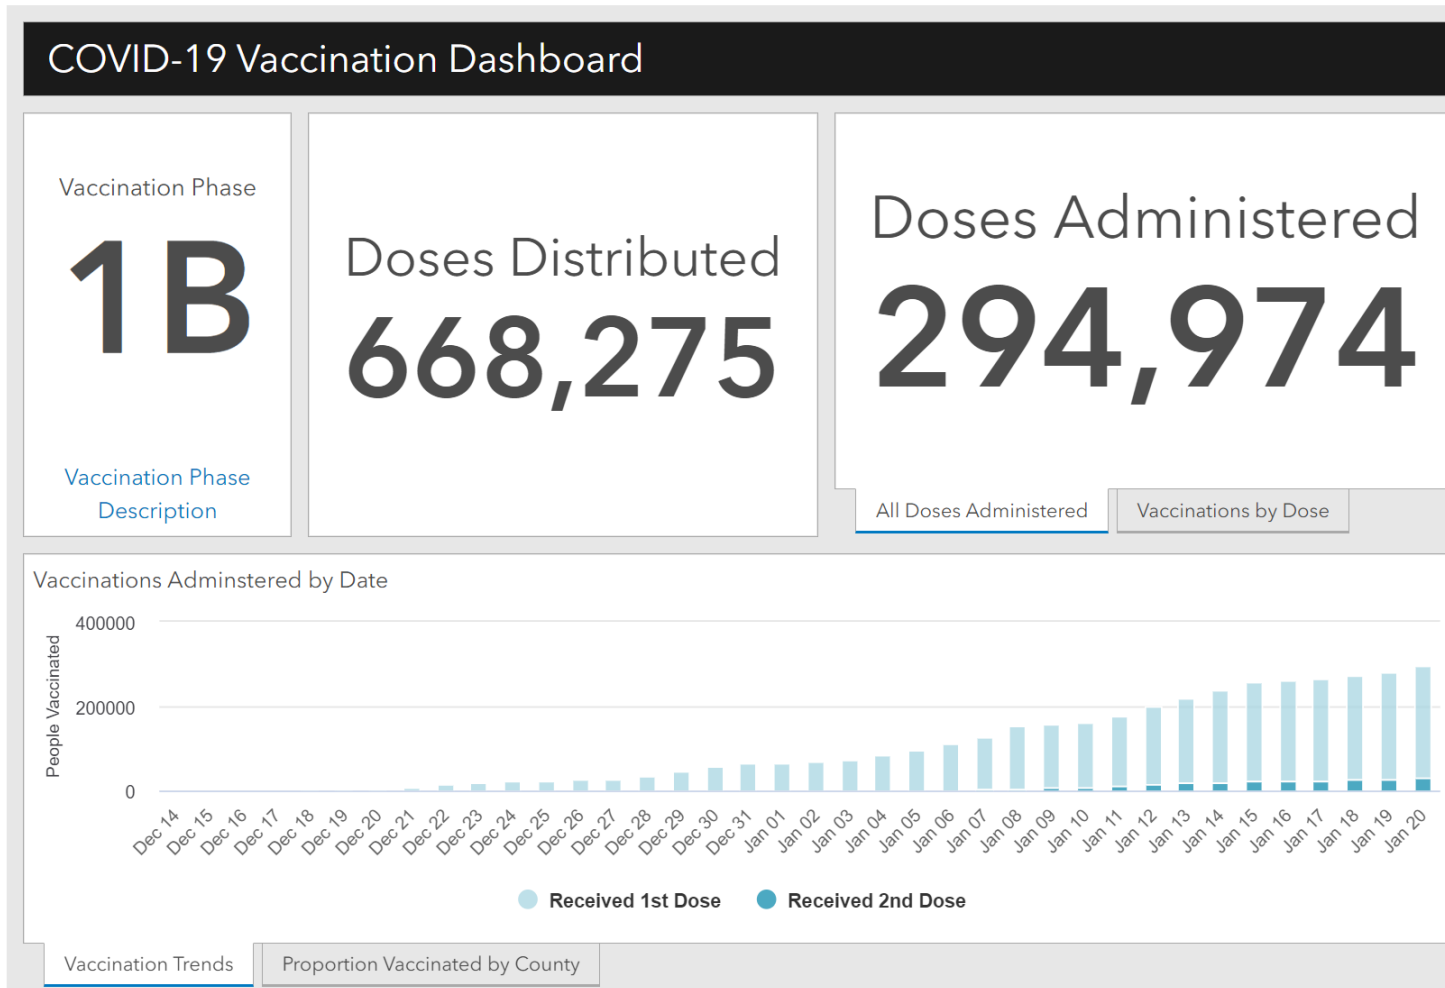 COVID-19 Vaccination Dashboard
Vaccination Phase
1B
Vaccination Phase
Description
Doses Distributed
668,275
Doses Administered
294,974
All Doses Administered
Vaccinations by Dose
Vaccinations Adminstered by Date
People Vaccinated
400000
200000
0
Dec 14
Dec 15
Dec 16
Dec 17
Dec 18
Dec 19
Dec 20
Dec 21
Dec 22
Dec 23
Dec 24
Dec 25
Dec 26
Dec 27
Dec 28
Dec 29
Dec 30
Dec 31
Jan 01
Jan 02
Jan 03
Jan 04
Jan 05
Jan 06
Jan 07
Jan 08
Jan 09
Jan 10
Jan 11
Jan 12
Jan 13
Jan 14
Jan 15
Jan 16
Jan 17
Jan 18
Jan 19
Jan 20
Received 1st Dose
Received 2nd Dose
Vaccination Trends
Proportion Vaccinated by County